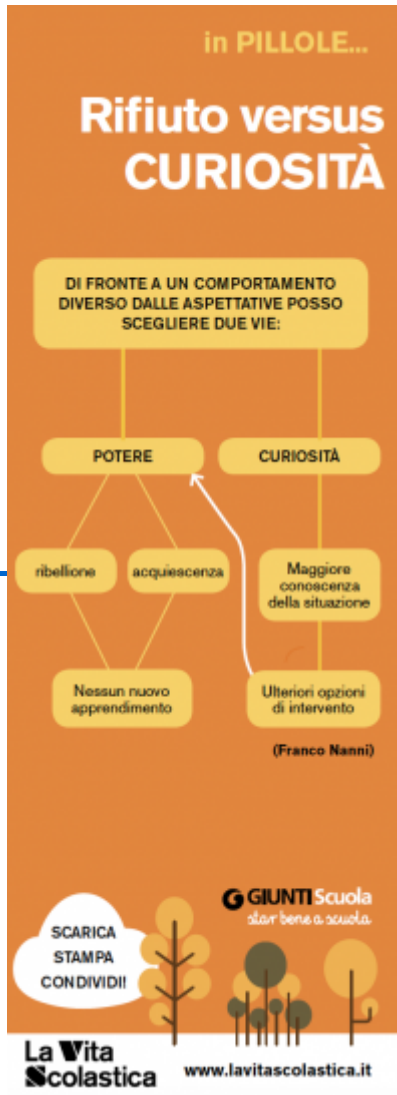 in PILLOLE...
Rifiuto versus
CURIOSITÀ
DI FRONTE A UN COMPORTAMENTO
DIVERSO DALLE ASPETTATIVE POSSO
SCEGLIERE DUE VIE:
POTERE
CURIOSITÀ
ribellione
acquiescenza
Maggiore
conoscenza
della situazione
Nessun nuovo
apprendimento
Ulteriori opzioni
di intervento
(Franco Nanni)
GIUNTI Scuola
star bene a scuola
SCARICA
STAMPA
CONDIVIDI!
La Vita
Scolastica
www.lavitascolastica.it